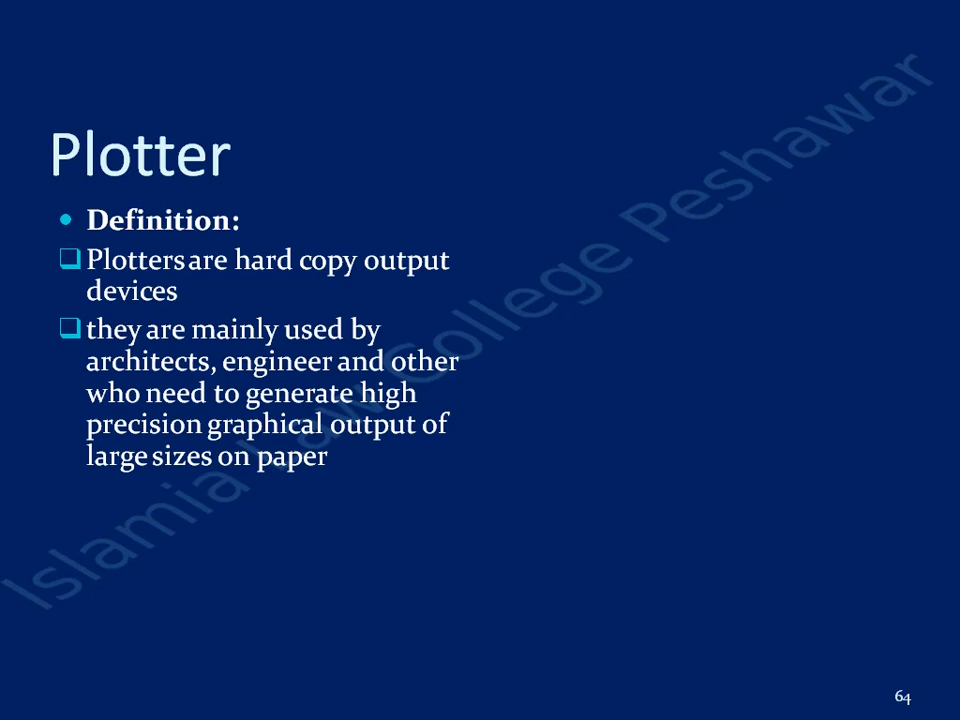 Plotter
• Definition:
❑ Plotters are hard copy output
devices
❑ they are mainly used by
architects, engineer and other
who need to generate high
precision graphical output of
large sizes on paper
Islamia Law College Peshawar
64